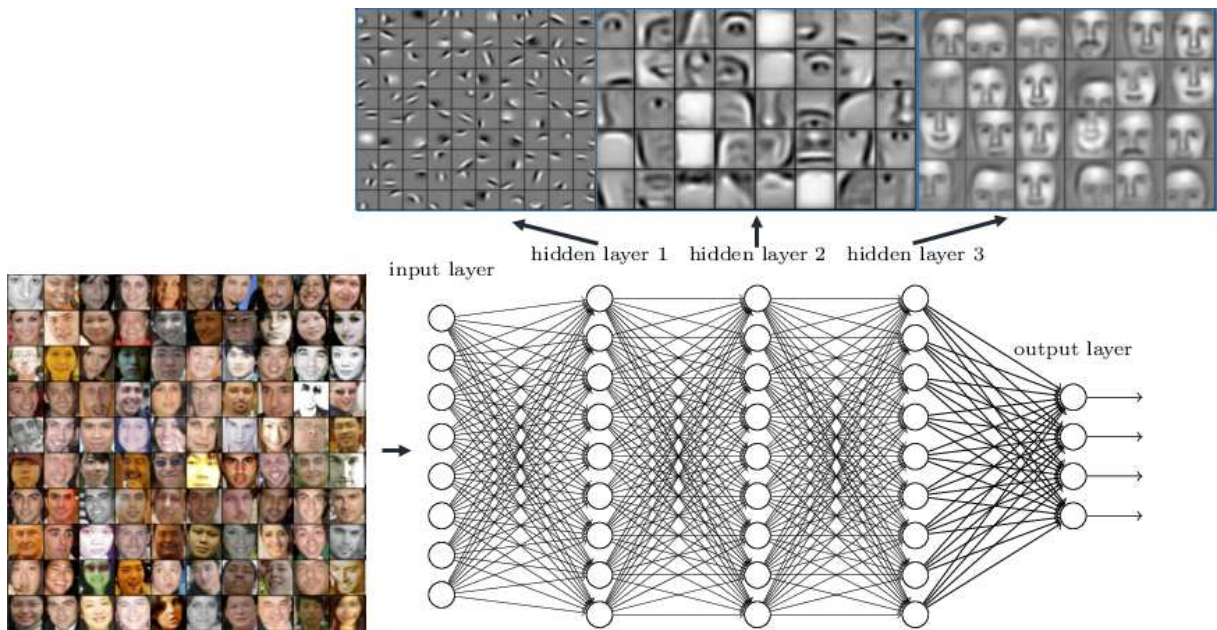 hidden layer 1
hidden layer 2
hidden layer 3
input layer
output layer